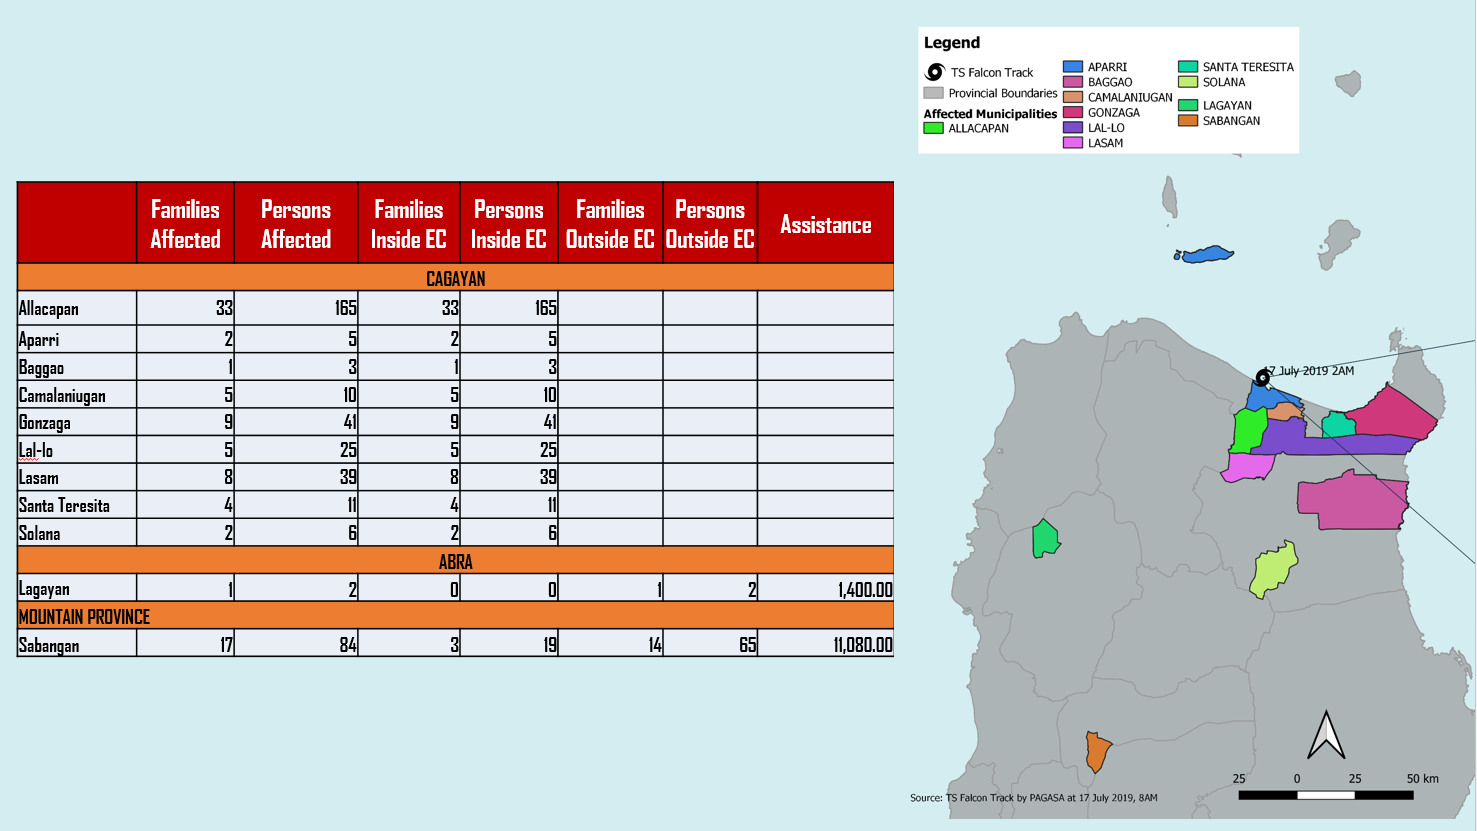 Families Affected Persons Affected Families Inside EC Persons Inside EC Families Outside EC Persons Outside EC Assistance
CAGAYAN
Allacapan 33 165 33 165
Aparri 2 5 2 5
Baggao 1 3 1 3
Camalaniugan 5 10 5 10
Gonzaga 9 41 9 41
Lal-lo 5 25 5 25
Lasam 8 39 8 39
Santa Teresita 4 11 4 11
Solana 2 6 2 6
ABRA
Lagayan 1 2 0 0 1 2 1,400.00
MOUNTAIN PROVINCE
Sabangan 17 84 3 19 14 65 11,080.00
Legend
TS Falcon Track
Provincial Boundaries
Affected Municipalities
ALLACAPAN
APARRI
BAGGAO
CAMALANIUGAN
GONZAGA
LAL-LO
LASAM
SANTA TERESITA
SOLANA
LAGAYAN
SABANGAN
17 July 2019 2AM
25 0 25 50 km
Source: TS Falcon Track by PAGASA at 17 July 2019, 8AM